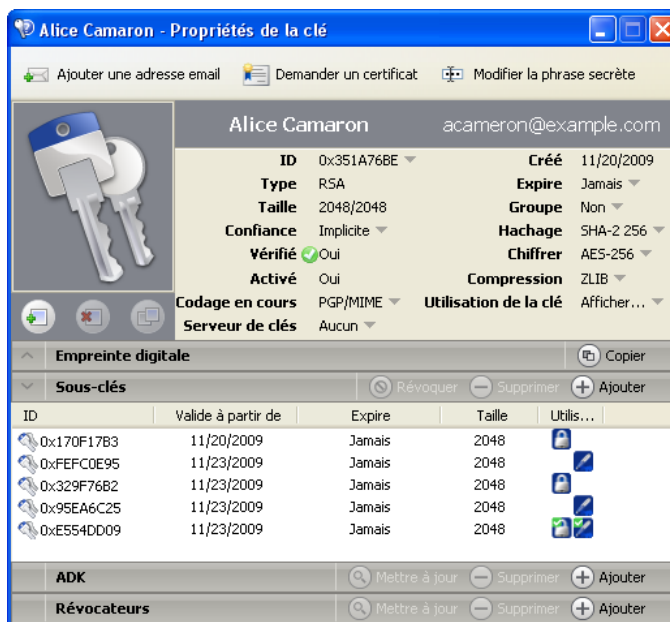 Alice Camaron - Propriétés de la clé
Ajouter une adresse email Demander un certificat Modifier la phrase secrète
Alice Camaron acameron@example.com
ID 0x351A76BE Créé 11/20/2009
Type RSA Expire Jamais
Taille 2048/2048 Groupe Non
Confiance Implicite Hachage SHA-2 256
Vérifié Oui Chiffrer AES-256
Activé Oui Compression ZLIB
Codage en cours PGP/MIME Utilisation de la clé Afficher...
Serveur de clés Aucun
Empreinte digitale Copier
Sous-clés Révoquer Supprimer Ajouter
ID Valide à partir de Expire Taille Utilis...
0x170F17B3 11/20/2009 Jamais 2048
0xFEFC0E95 11/23/2009 Jamais 2048
0x329F76B2 11/23/2009 Jamais 2048
0x95EA6C25 11/23/2009 Jamais 2048
0xE554DD09 11/23/2009 Jamais 2048
ADK Mettre à jour Supprimer Ajouter
Révocateurs Mettre à jour Supprimer Ajouter